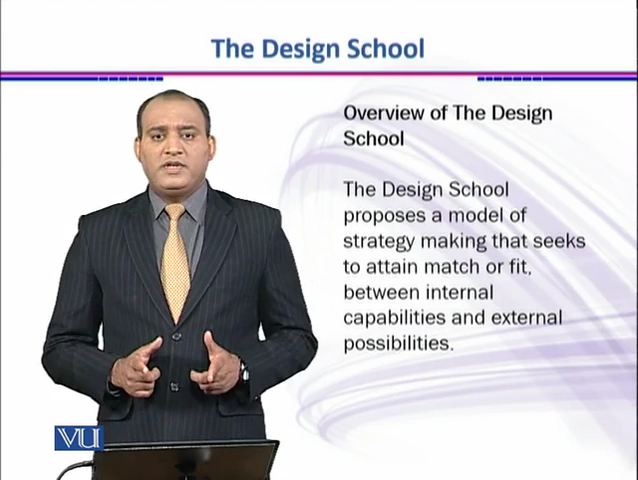 The Design School
Overview of The Design
School
The Design School
proposes a model of
strategy making that seeks
to attain match or fit,
between internal
capabilities and external
possibilities.
VU